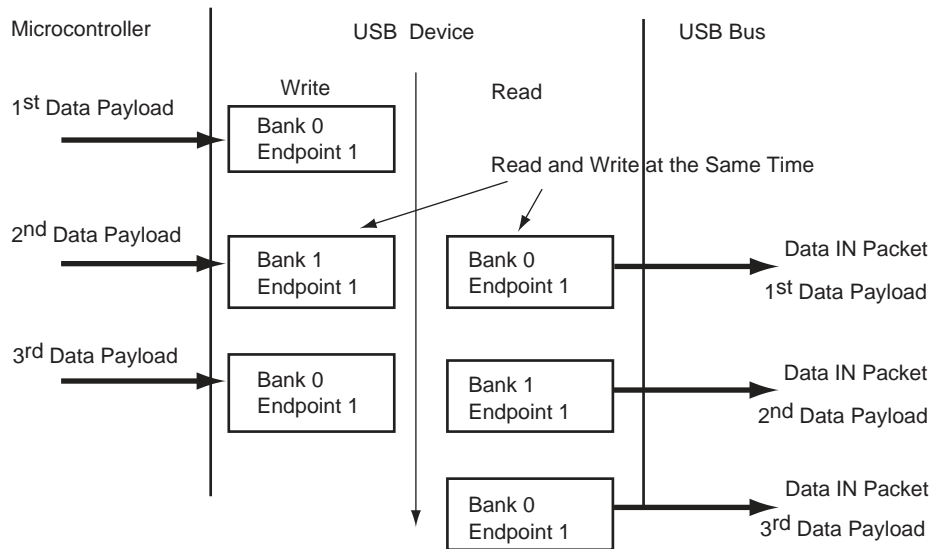 Microcontroller
USB Device
USB Bus
Write
Read
1st Data Payload
Bank 0
Endpoint 1
Read and Write at the Same Time
2nd Data Payload
Bank 1
Endpoint 1
Bank 0
Endpoint 1
Data IN Packet
1st Data Payload
3rd Data Payload
Bank 0
Endpoint 1
Bank 1
Endpoint 1
Data IN Packet
2nd Data Payload
Bank 0
Endpoint 1
Data IN Packet
3rd Data Payload